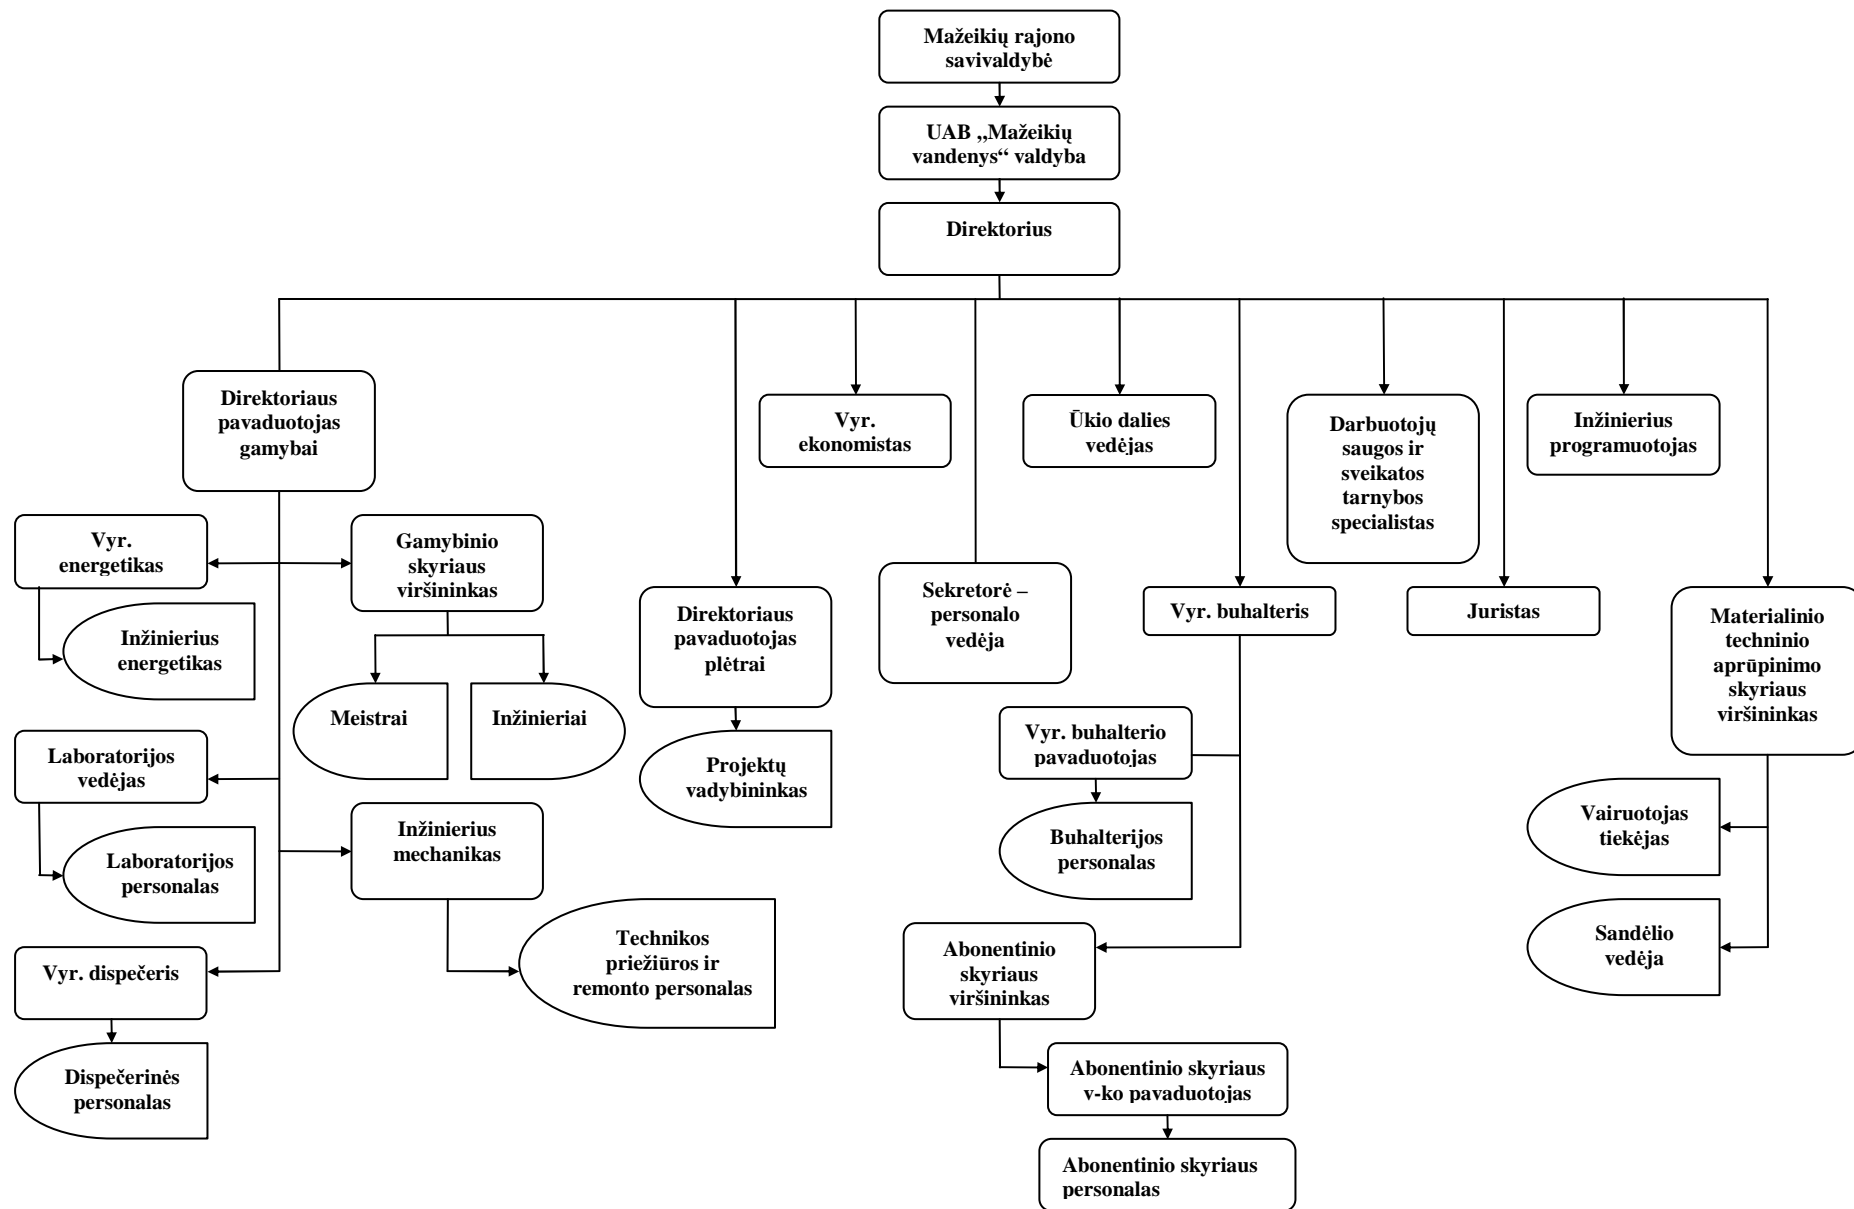 Mažeikių rajono
savivaldybė
UAB „Mažeikių
vandenys“ valdyba
Direktorius
Direktoriaus
pavaduotojas
gamybai
Vyr.
ekonomistas
Ūkio dalies
vedėjas
Darbuotojų
saugos ir
sveikatos
tarnybos
specialistas
Inžinierius
programuotojas
Vyr.
energetikas
Gamybinio
skyriaus
viršininkas
Inžinierius
energetikas
Direktoriaus
pavaduotojas
plėtrai
Sekretorė –
personalo
vedėja
Vyr. buhalteris
Juristas
Materialinio
techninio
aprūpinimo
skyriaus
viršininkas
Meistrai
Inžinieriai
Vyr. buhalterio
pavaduotojas
Laboratorijos
vedėjas
Projektų
vadybininkas
Vairuotojas
tiekėjas
Inžinierius
mechanikas
Buhalterijos
personalas
Laboratorijos
personalas
Technikos
priežiūros ir
remonto personalas
Abonentinio
skyriaus
viršininkas
Sandėlio
vedėja
Vyr. dispečeris
Dispečerinės
personalas
Abonentinio skyriaus
v-ko pavaduotojas
Abonentinio skyriaus
personalas